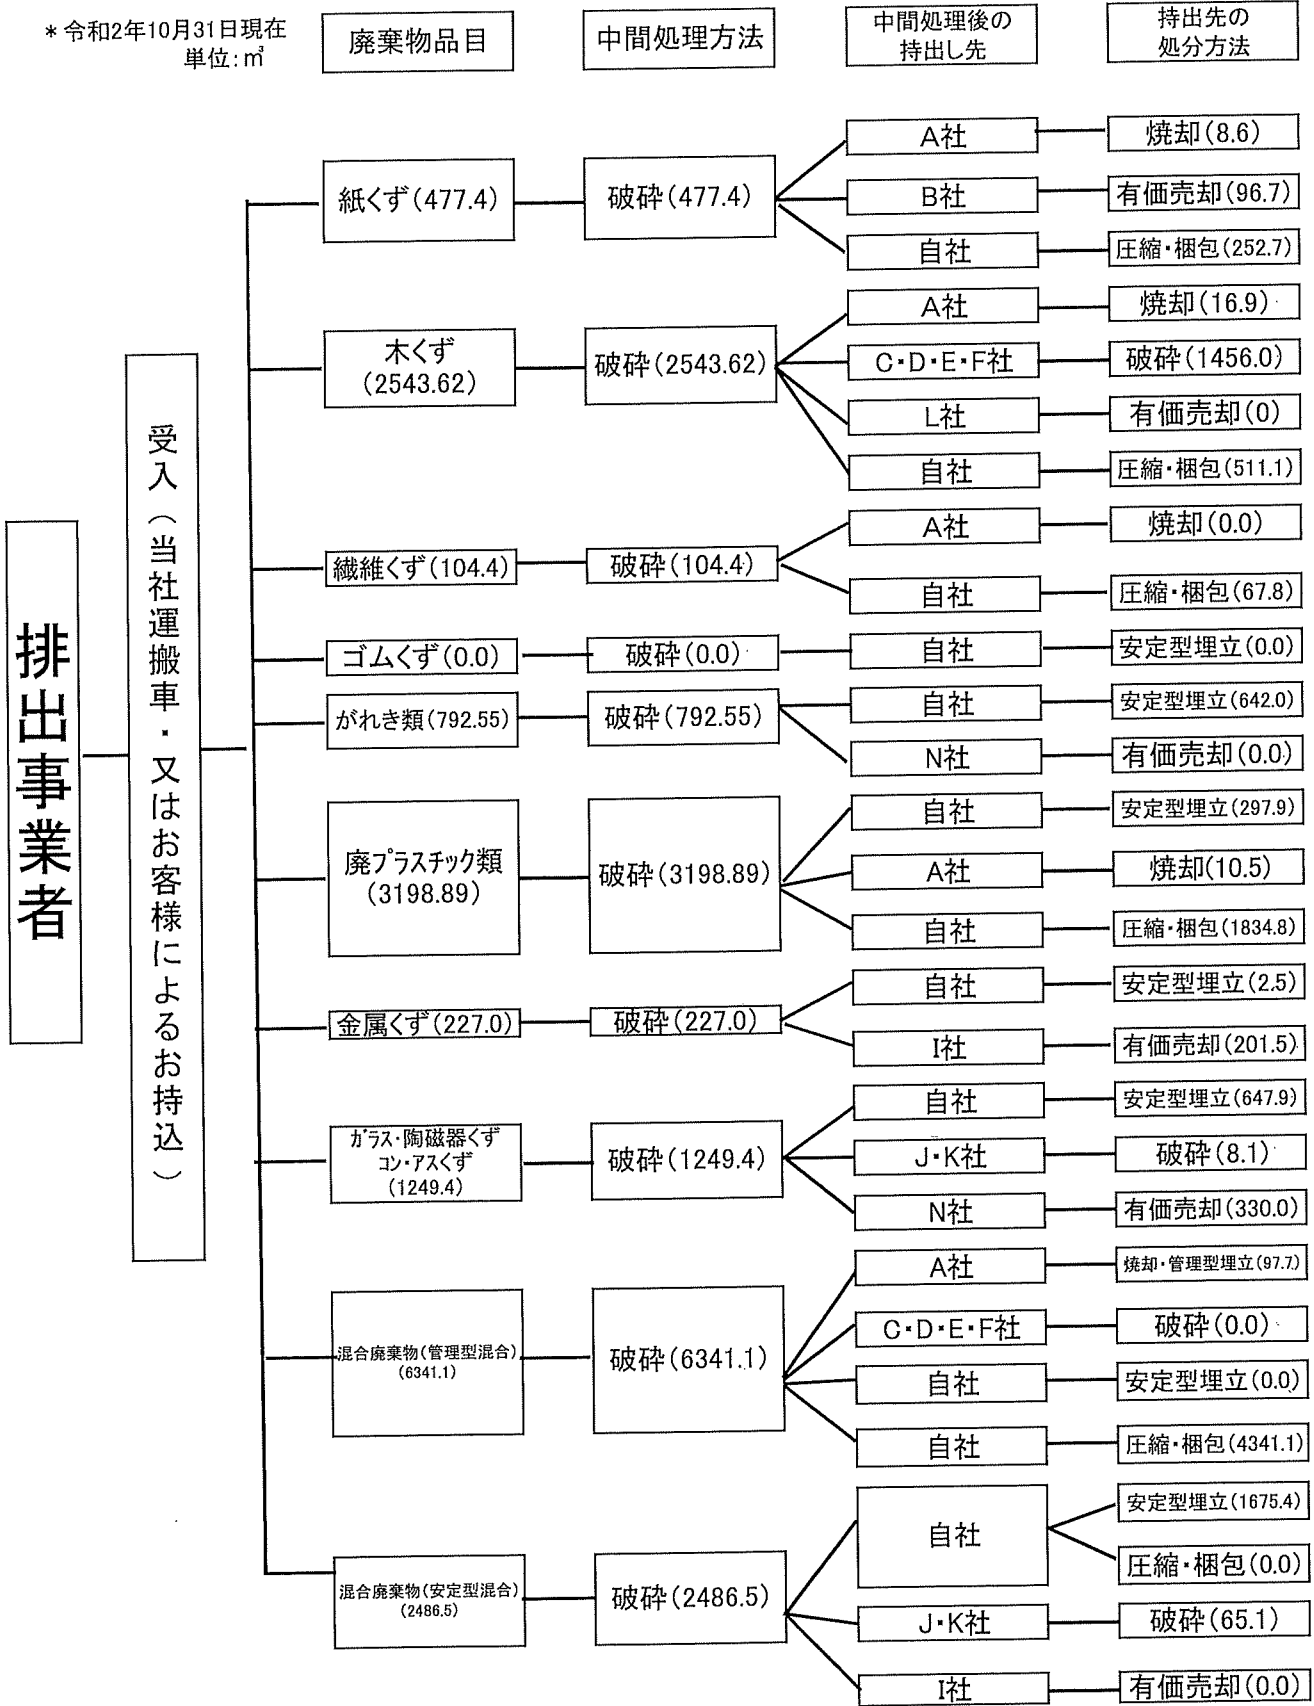 *令和2年10月31日現在
単位:㎥
廃棄物品目
中間処理方法
中間処理後の
持出し先
持出先の
処分方法
排出事業者
受入(当社運搬車・又はお客様によるお持込)
紙くず(477.4)
破砕(477.4)
A社
焼却(8.6)
B社
有価売却(96.7)
自社
圧縮・梱包(252.7)
木くず
(2543.62)
破砕(2543.62)
A社
焼却(16.9)
C・D・E・F社
破砕(1456.0)
L社
有価売却(0)
自社
圧縮・梱包(511.1)
繊維くず(104.4)
破砕(104.4)
A社
焼却(0.0)
自社
圧縮・梱包(67.8)
ゴムくず(0.0)
破砕(0.0)
自社
安定型埋立(0.0)
がれき類(792.55)
破砕(792.55)
自社
安定型埋立(642.0)
N社
有価売却(0.0)
廃プラスチック類
(3198.89)
破砕(3198.89)
自社
安定型埋立(297.9)
A社
焼却(10.5)
自社
圧縮・梱包(1834.8)
金属くず(227.0)
破砕(227.0)
自社
安定型埋立(2.5)
I社
有価売却(201.5)
ガラス・陶磁器くず
コン・アスくず
(1249.4)
破砕(1249.4)
自社
安定型埋立(647.9)
J・K社
破砕(8.1)
N社
有価売却(330.0)
混合廃棄物(管理型混合)
(6341.1)
破砕(6341.1)
A社
焼却・管理型埋立(97.7)
C・D・E・F社
破砕(0.0)
自社
安定型埋立(0.0)
自社
圧縮・梱包(4341.1)
混合廃棄物(安定型混合)
(2486.5)
破砕(2486.5)
自社
安定型埋立(1675.4)
圧縮・梱包(0.0)
J・K社
破砕(65.1)
I社
有価売却(0.0)